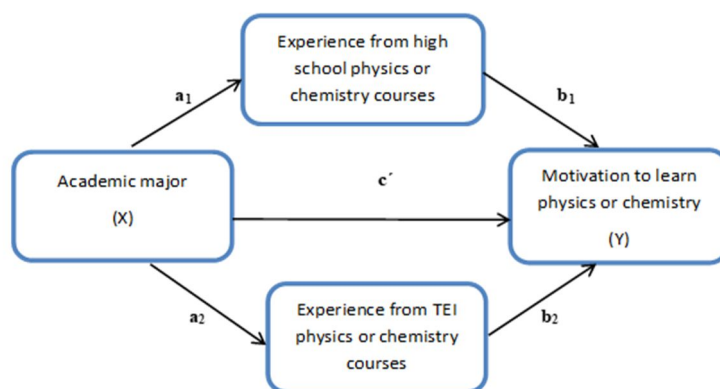 Experience from high
school physics or
chemistry courses
a1
b1
Academic major
(X)
c´
Motivation to learn
physics or chemistry
(Y)
a2
b2
Experience from TEI
physics or chemistry
courses